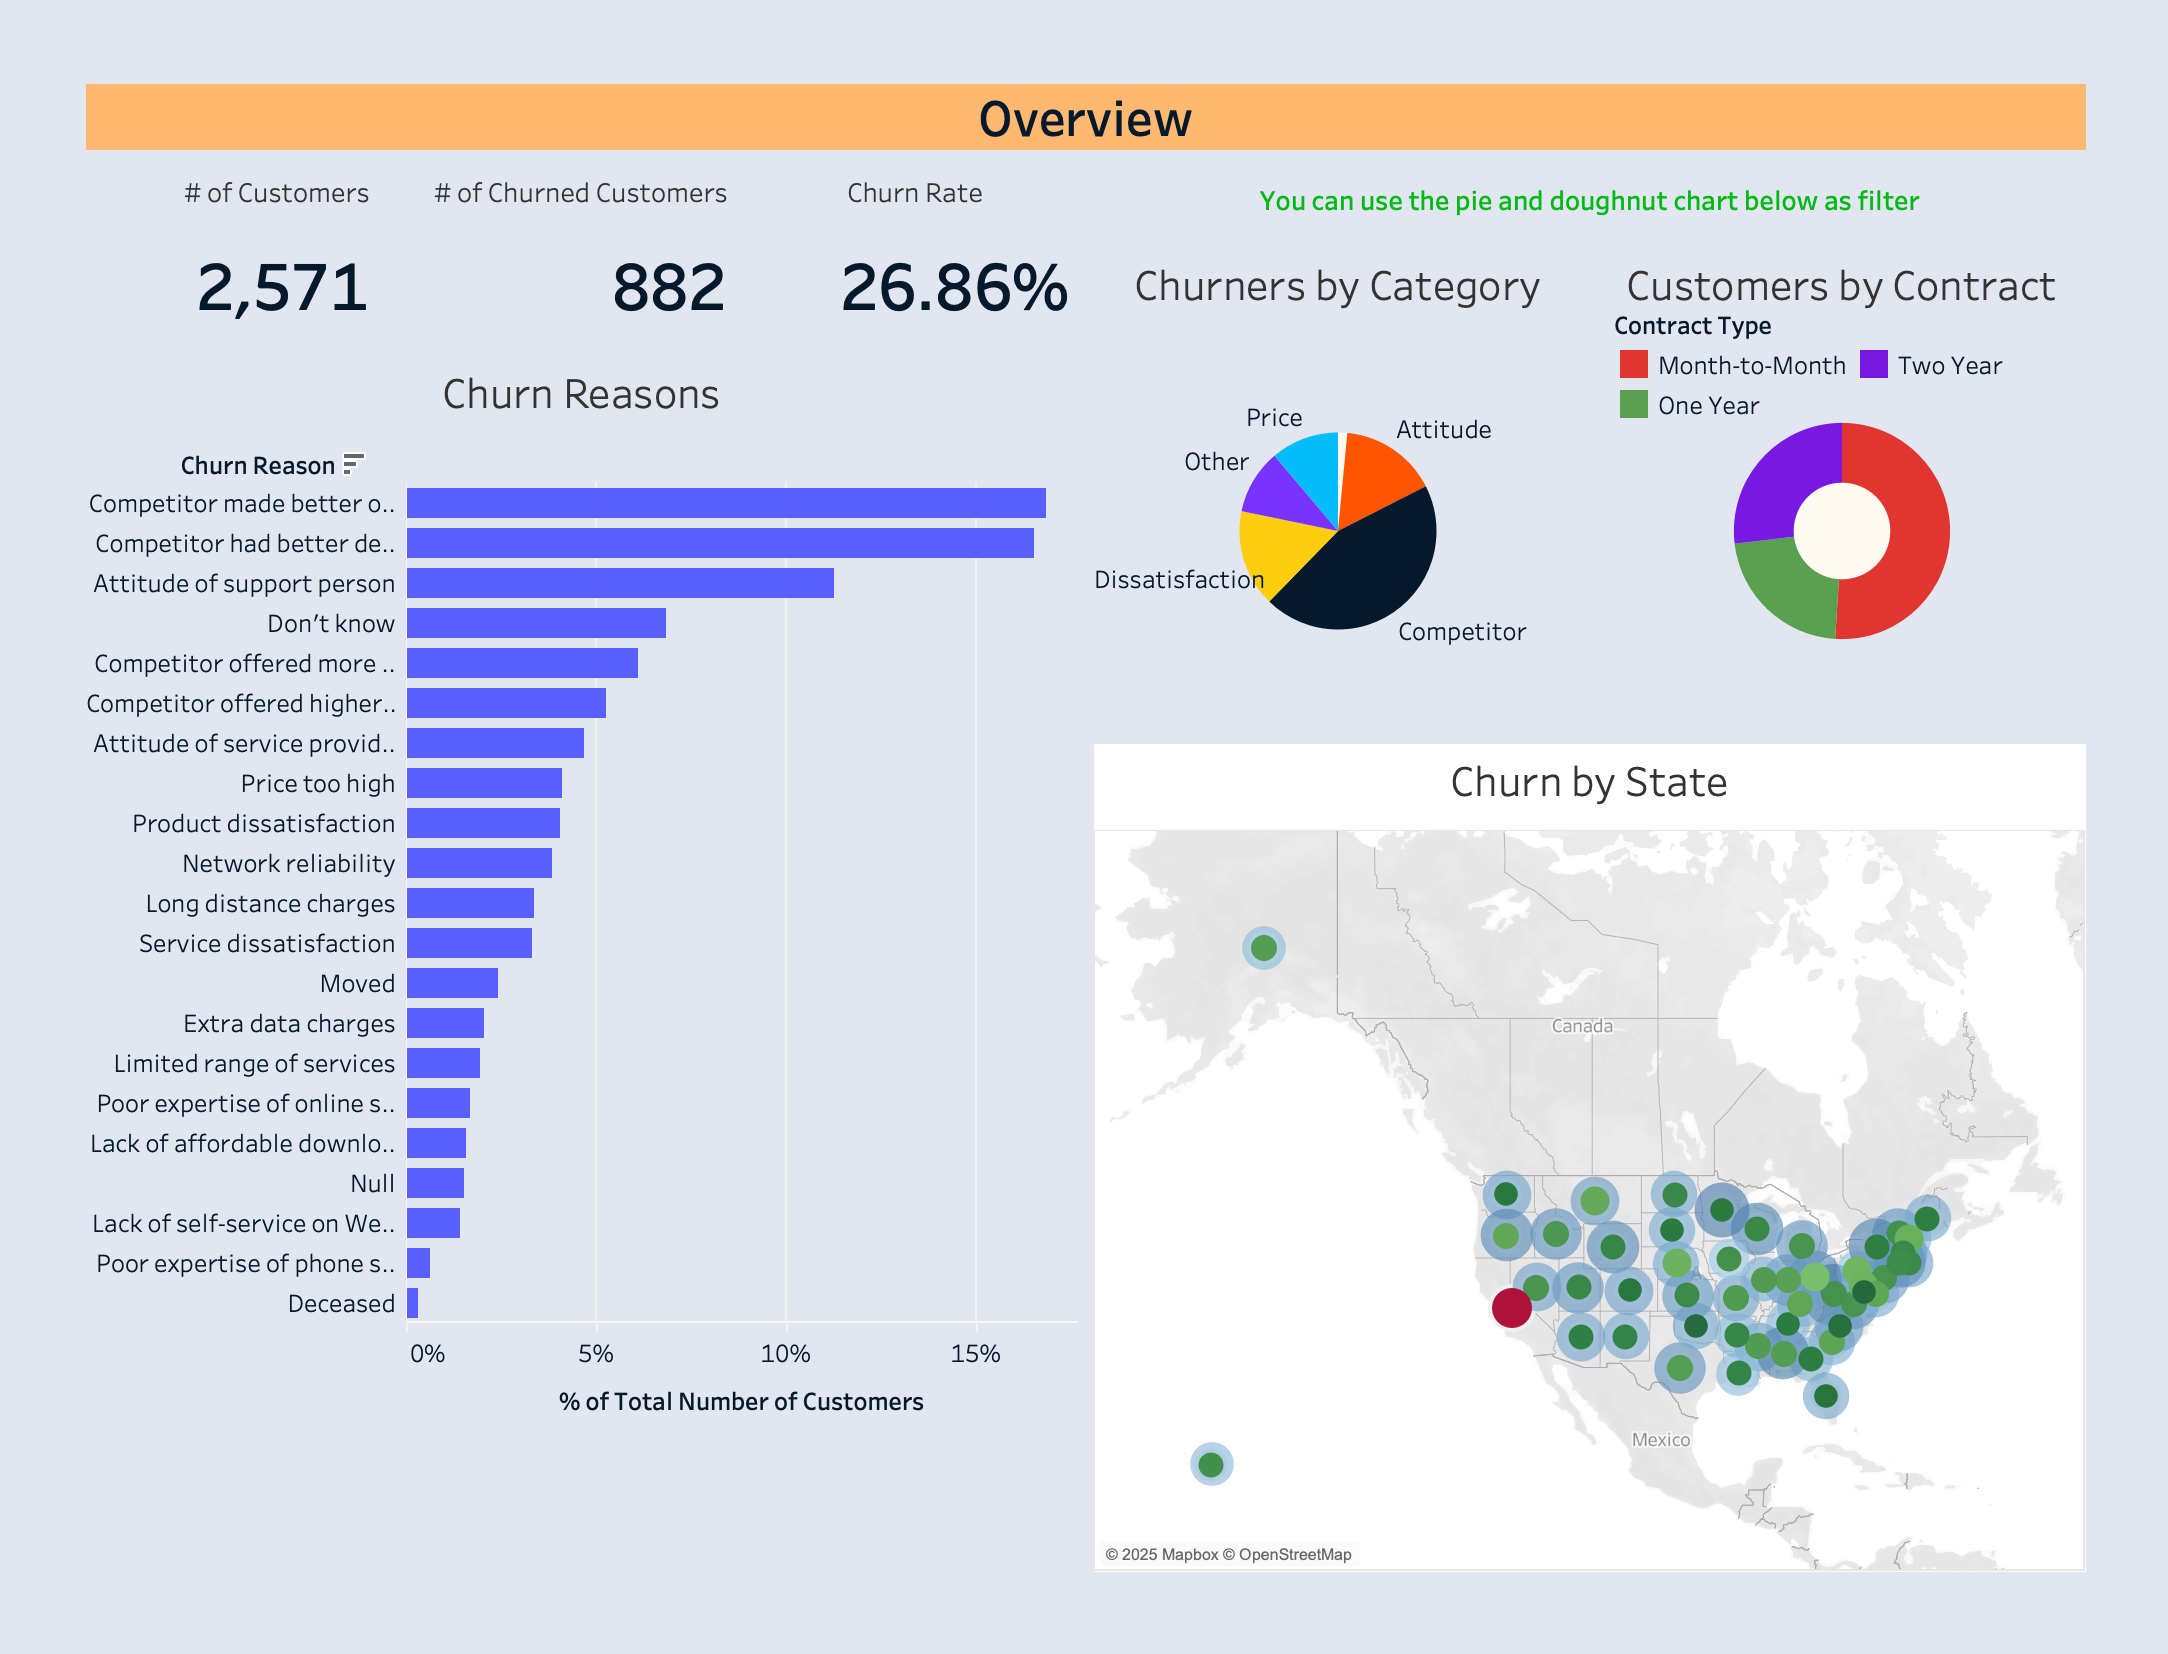 Overview
# of Customers
# of Churned Customers
Churn Rate
2,571
882
26.86%
You can use the pie and doughnut chart below as filter
Churners by Category
Price
Attitude
Other
Dissatisfaction
Competitor
Customers by Contract
Contract Type
Month-to-Month
Two Year
One Year
Churn Reasons
Churn Reason
Competitor made better o..
Competitor had better de..
Attitude of support person
Don't know
Competitor offered more ..
Competitor offered higher..
Attitude of service provid..
Price too high
Product dissatisfaction
Network reliability
Long distance charges
Service dissatisfaction
Moved
Extra data charges
Limited range of services
Poor expertise of online s..
Lack of affordable downlo..
Null
Lack of self-service on We..
Poor expertise of phone s..
Deceased
0%
5%
10%
15%
% of Total Number of Customers
Churn by State
Canada
Mexico
© 2025 Mapbox © OpenStreetMap